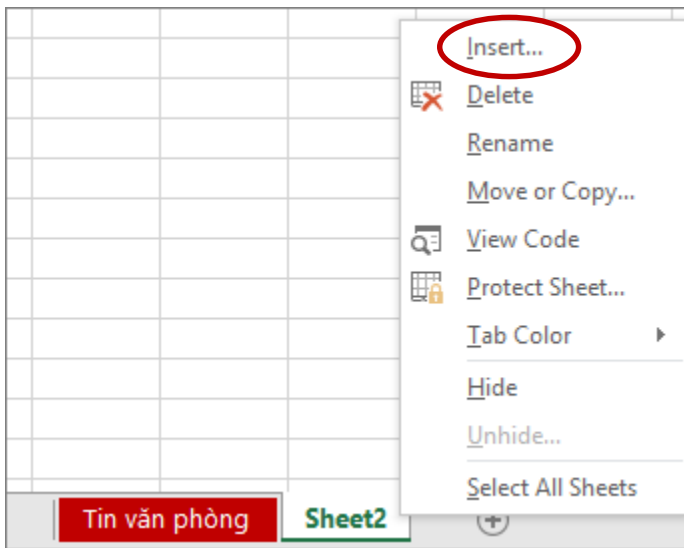 Insert...
Delete
Rename
Move or Copy...
View Code
Protect Sheet...
Tab Color
Hide
Unhide...
Select All Sheets
Tin văn phòng Sheet2